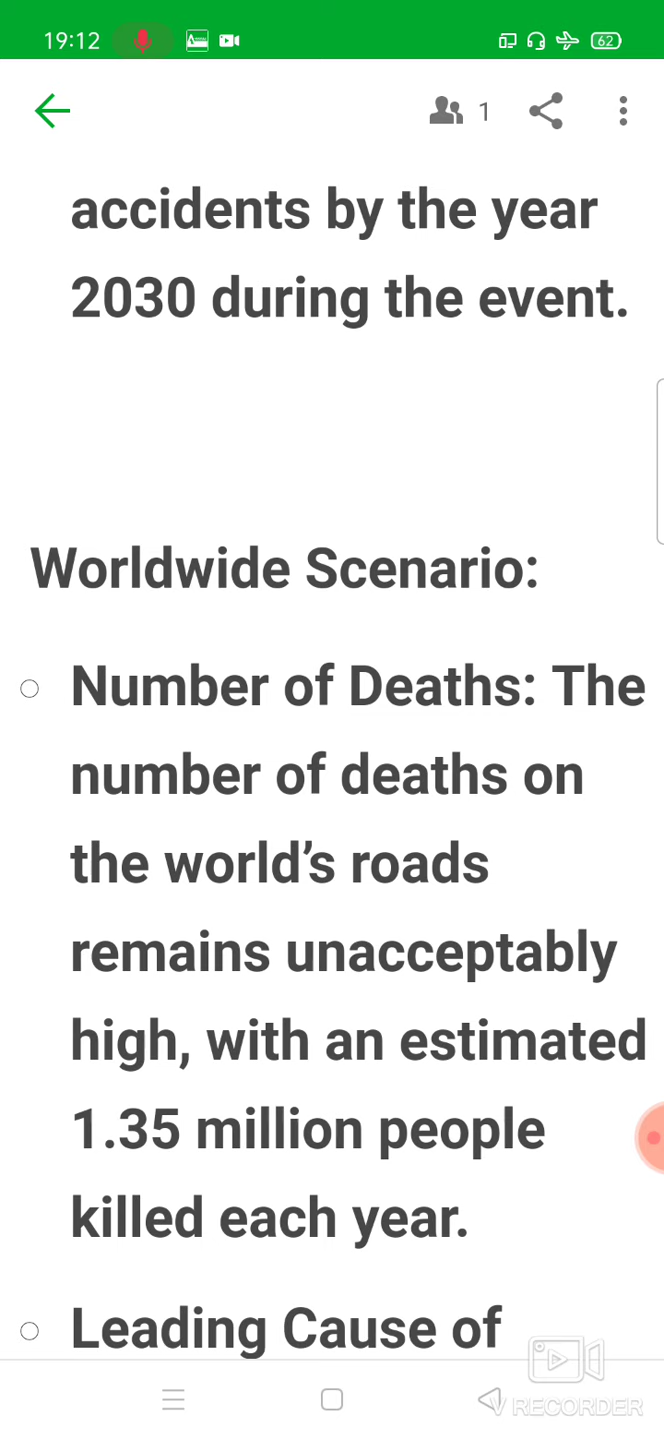 19:12
62
1
accidents by the year
2030 during the event.
Worldwide Scenario:
Number of Deaths: The
number of deaths on
the world’s roads
remains unacceptably
high, with an estimated
1.35 million people
killed each year.
Leading Cause of
V RECORDER